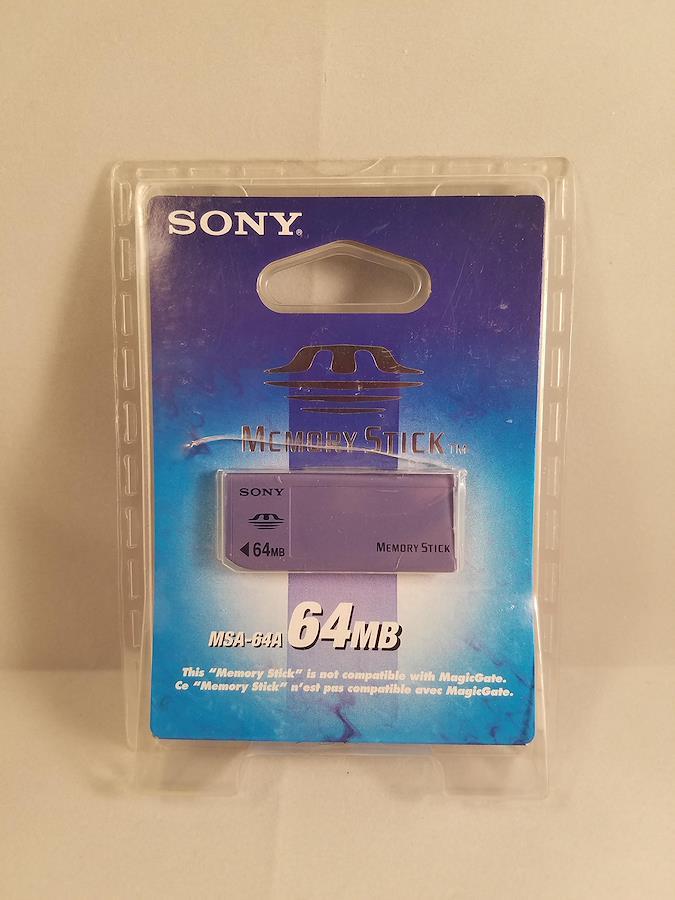 SONY®
MEMORY STICK™
SONY
64MB
MEMORY STICK
MSA-64A 64MB
This "Memory Stick" is not compatible with MagicGate.
Ce "Memory Stick" n'est pas compatible avec MagicGate.